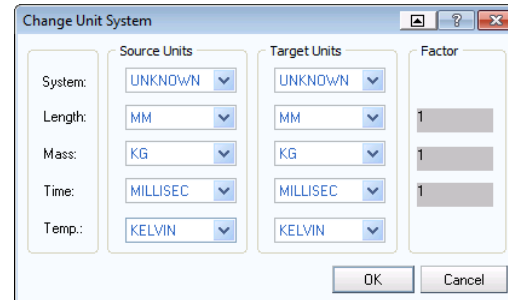 Change Unit System
Source Units Target Units Factor
System: UNKNOWN UNKNOWN
Length: MM MM 1
Mass: KG KG 1
Time: MILLISEC MILLISEC 1
Temp.: KELVIN KELVIN
OK Cancel